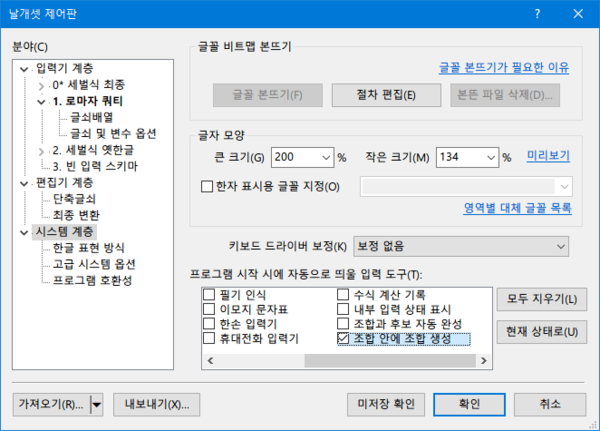 날개셋 제어판
분야(C)
입력기 계층
0* 세벌식 최종
1. 로마자 쿼티
글쇠배열
글쇠 및 변수 옵션
2. 세벌식 옛한글
3. 빈 입력 스키마
편집기 계층
단축글쇠
최종 변환
시스템 계층
한글 표현 방식
고급 시스템 옵션
프로그램 호환성
글꼴 비트맵 본뜨기
글꼴 본뜨기가 필요한 이유
글꼴 본뜨기(F) 절차 편집(E) 본뜬 파일 삭제(D)...
글자 모양
큰 크기(G) 200 % 작은 크기(M) 134 % 미리보기
한자 표시용 글꼴 지정(O)
영역별 대체 글꼴 목록
키보드 드라이버 보정(K) 보정 없음
프로그램 시작 시에 자동으로 띄울 입력 도구(T):
필기 인식 수식 계산 기록
이모지 문자표 내부 입력 상태 표시
한손 입력기 조합과 후보 자동 완성
휴대전화 입력기 조합 안에 조합 생성
모두 지우기(L)
현재 상태로(U)
가져오기(R)... 내보내기(X)... 미저장 확인 확인 취소